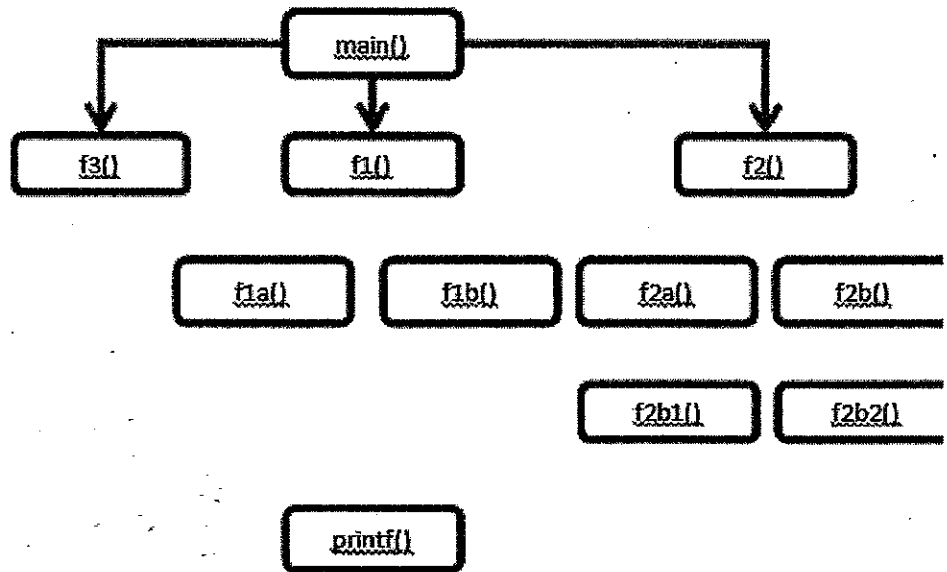 main()
f3()
f1()
f2()
f1a()
f1b()
f2a()
f2b()
f2b1()
f2b2()
printf()